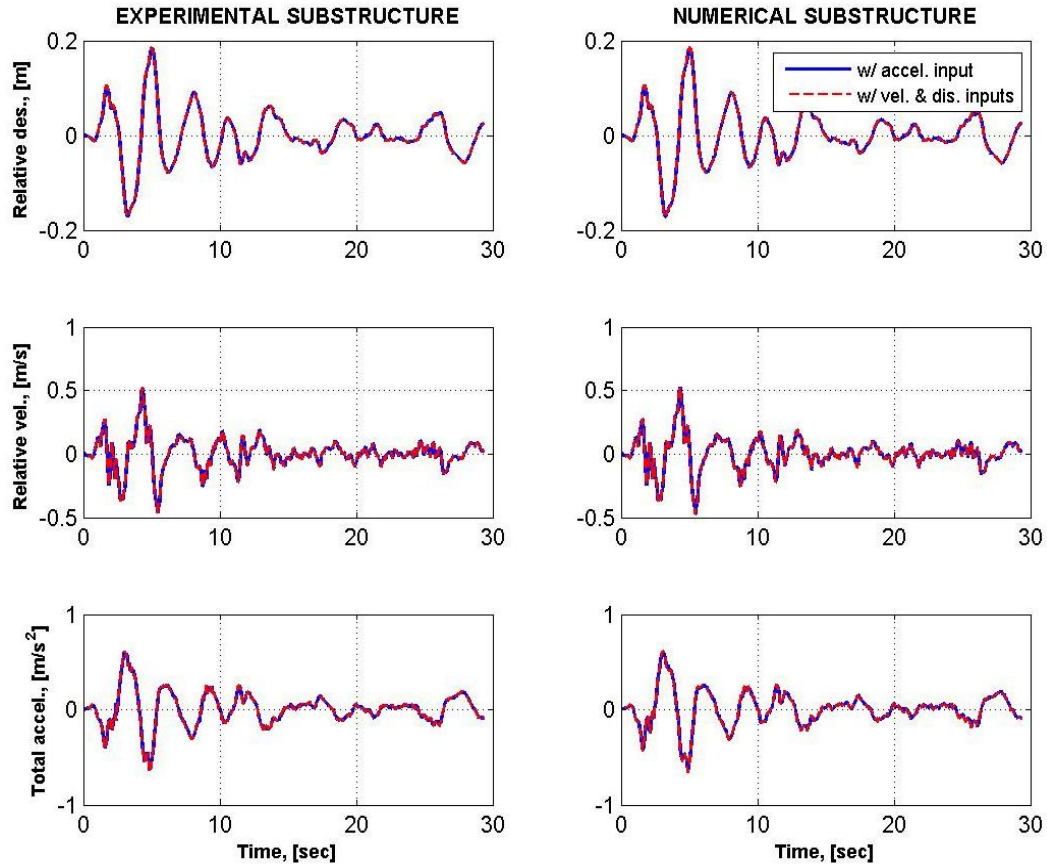 EXPERIMENTAL SUBSTRUCTURE
NUMERICAL SUBSTRUCTURE
Relative des., [m]
0.2
0
-0.2
0 10 20 30
0.2
0
-0.2
0 10 20 30
w/ accel. input
w/ vel. & dis. inputs
Relative vel., [m/s]
1
0.5
0
-0.5
0 10 20 30
1
0.5
0
-0.5
0 10 20 30
Total accel., [m/s²]
1
0
-1
0 10 20 30
Time, [sec]
1
0
-1
0 10 20 30
Time, [sec]